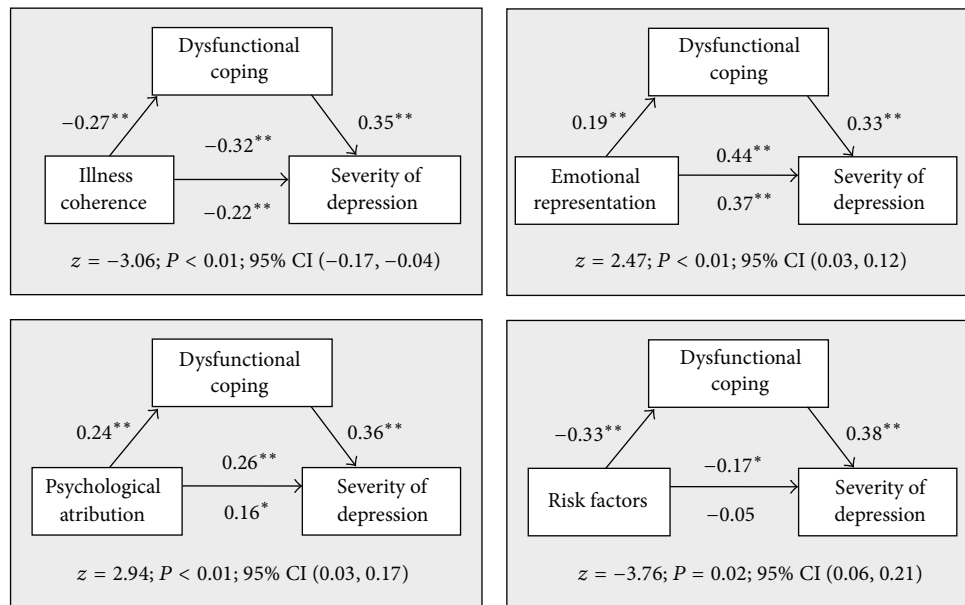 Dysfunctional
coping
−0.27**
0.35**
−0.32**
Illness
coherence
Severity of
depression
−0.22**
z = −3.06; P < 0.01; 95% CI (−0.17, −0.04)
Dysfunctional
coping
0.19**
0.33**
0.44**
Emotional
representation
Severity of
depression
0.37**
z = 2.47; P < 0.01; 95% CI (0.03, 0.12)
Dysfunctional
coping
0.24**
0.36**
0.26**
Psychological
atribution
Severity of
depression
0.16*
z = 2.94; P < 0.01; 95% CI (0.03, 0.17)
Dysfunctional
coping
−0.33**
0.38**
−0.17*
Risk factors
Severity of
depression
−0.05
z = −3.76; P = 0.02; 95% CI (0.06, 0.21)